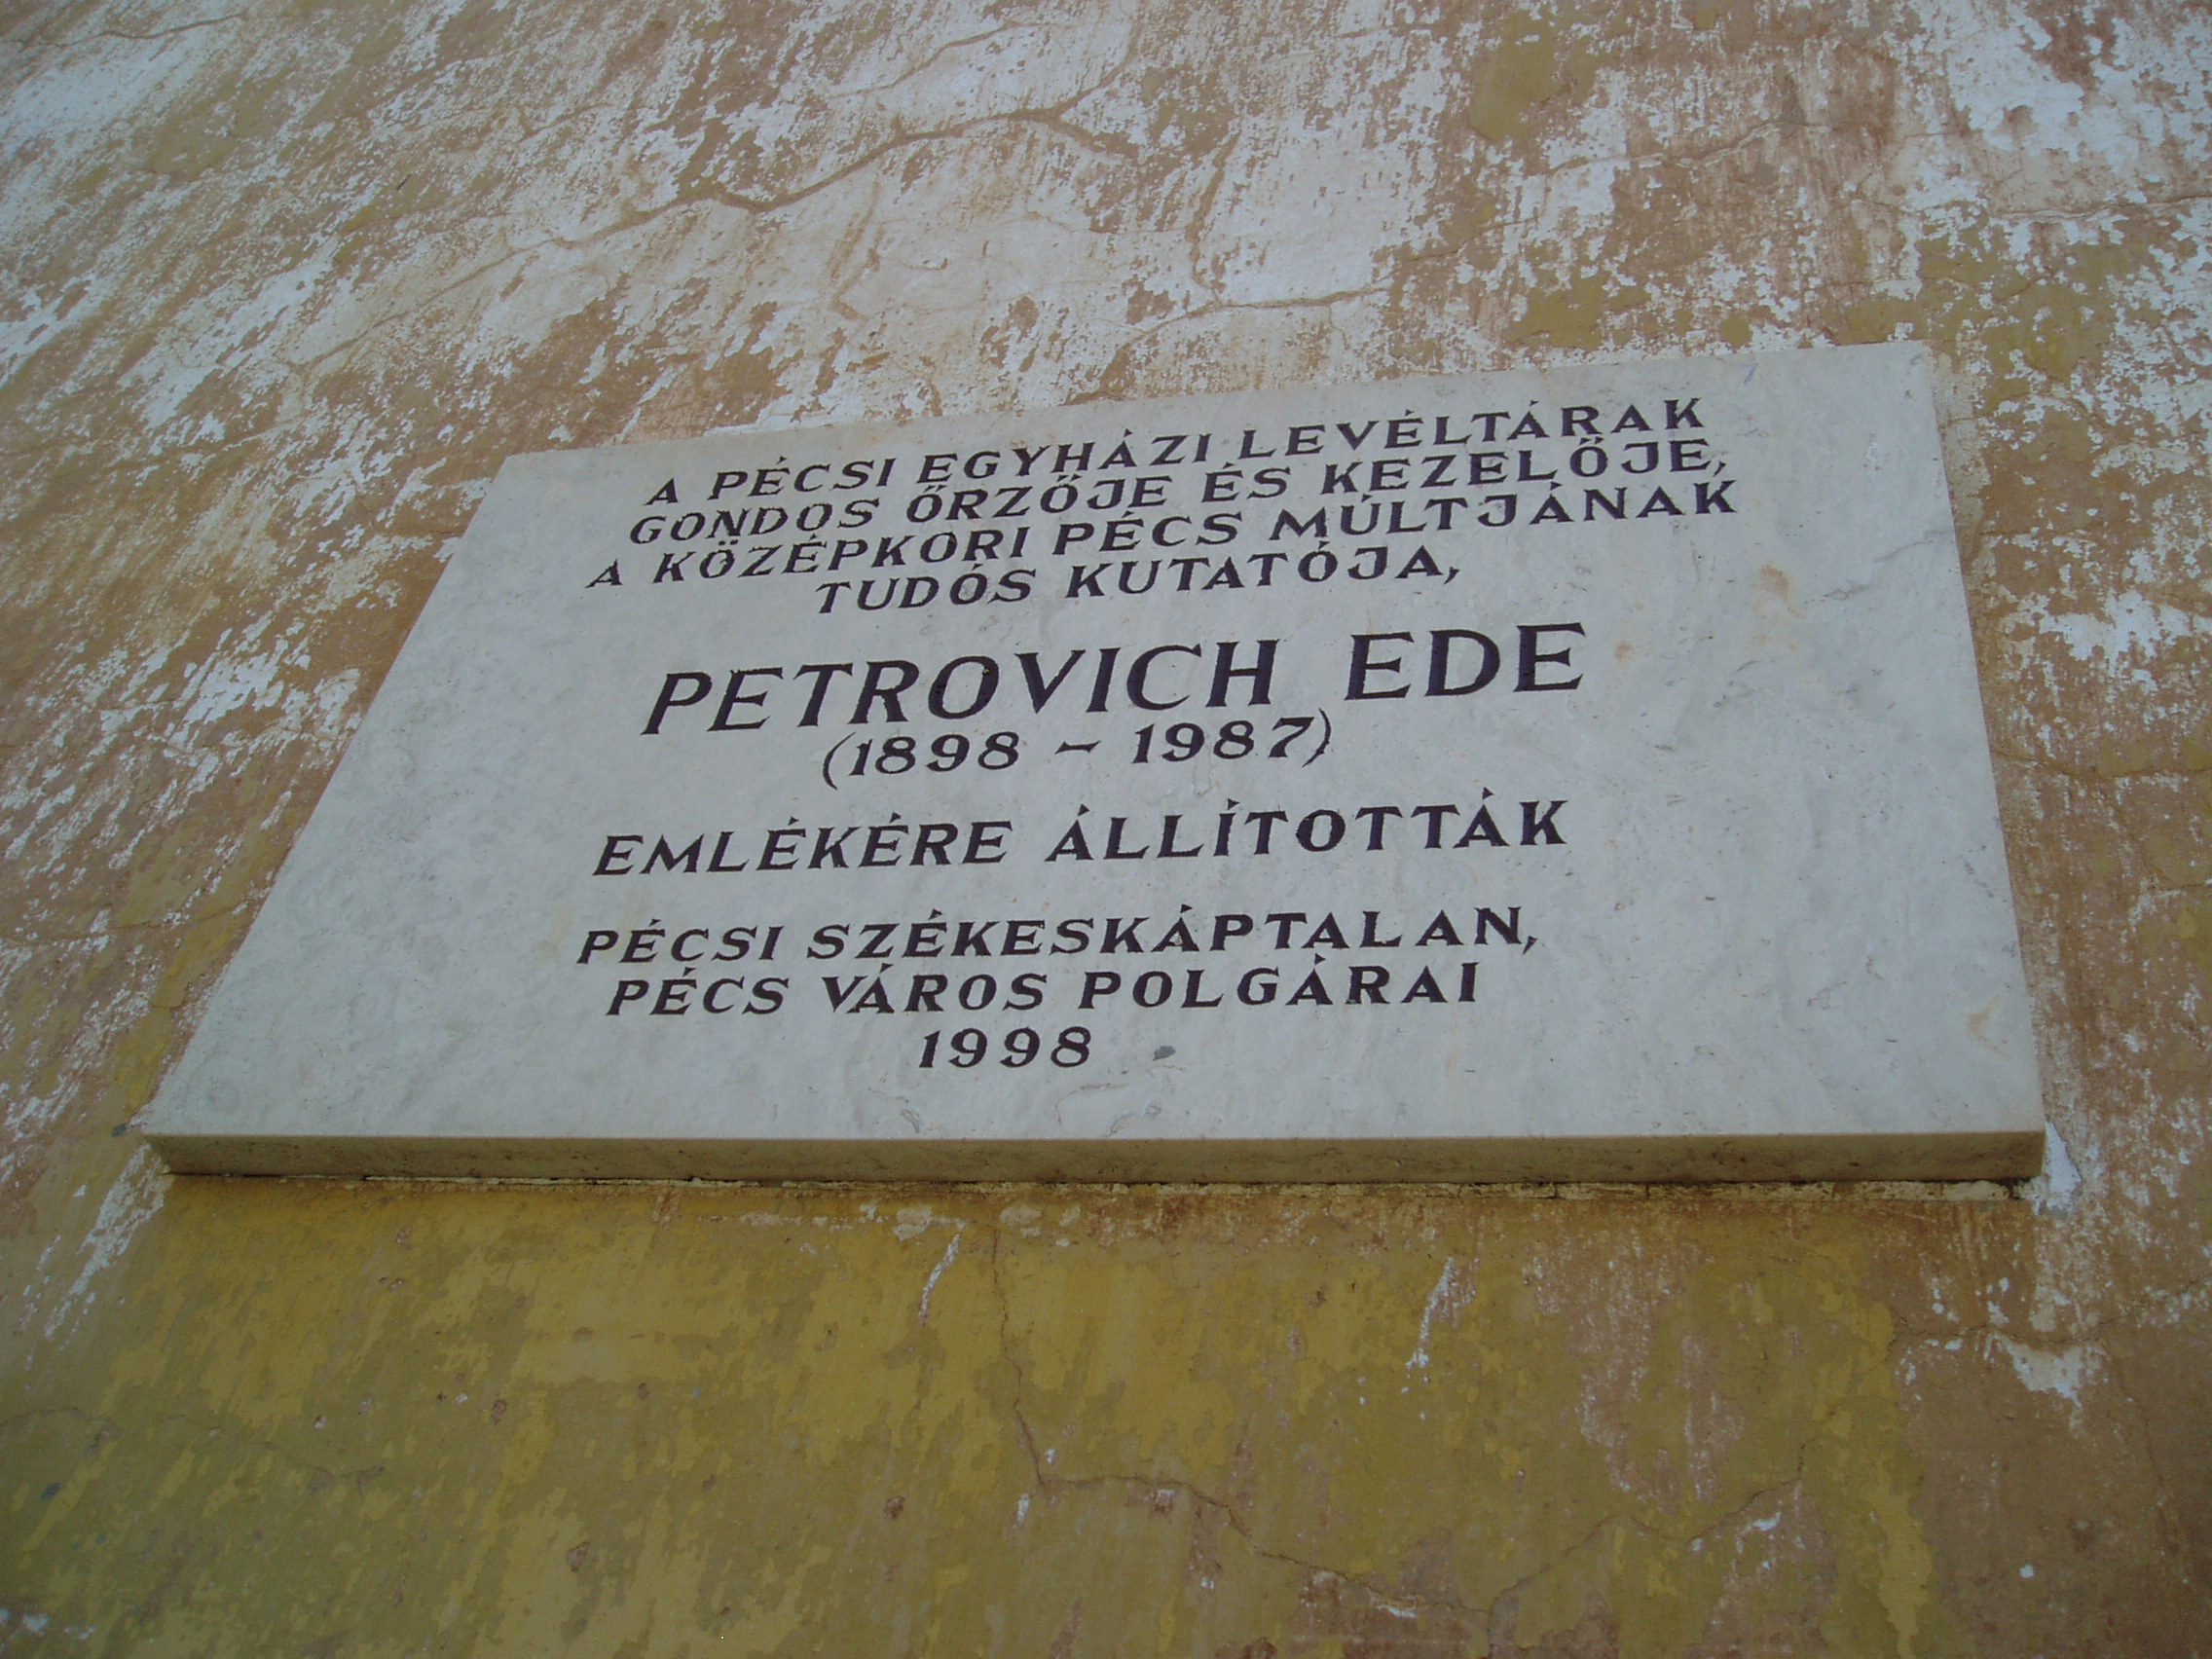 A PÉCSI EGYHÁZI LEVÉLTÁRAK
GONDOS ŐRZŐJE ÉS KEZELŐJE,
A KÖZÉPKORI PÉCS MÚLTJÁNAK
TUDÓS KUTATÓJA,
PETROVICH EDE
(1898 – 1987)
EMLÉKÉRE ÁLLÍTOTTÁK
PÉCSI SZÉKESKÁPTALAN,
PÉCS VÁROS POLGÁRAI
1998